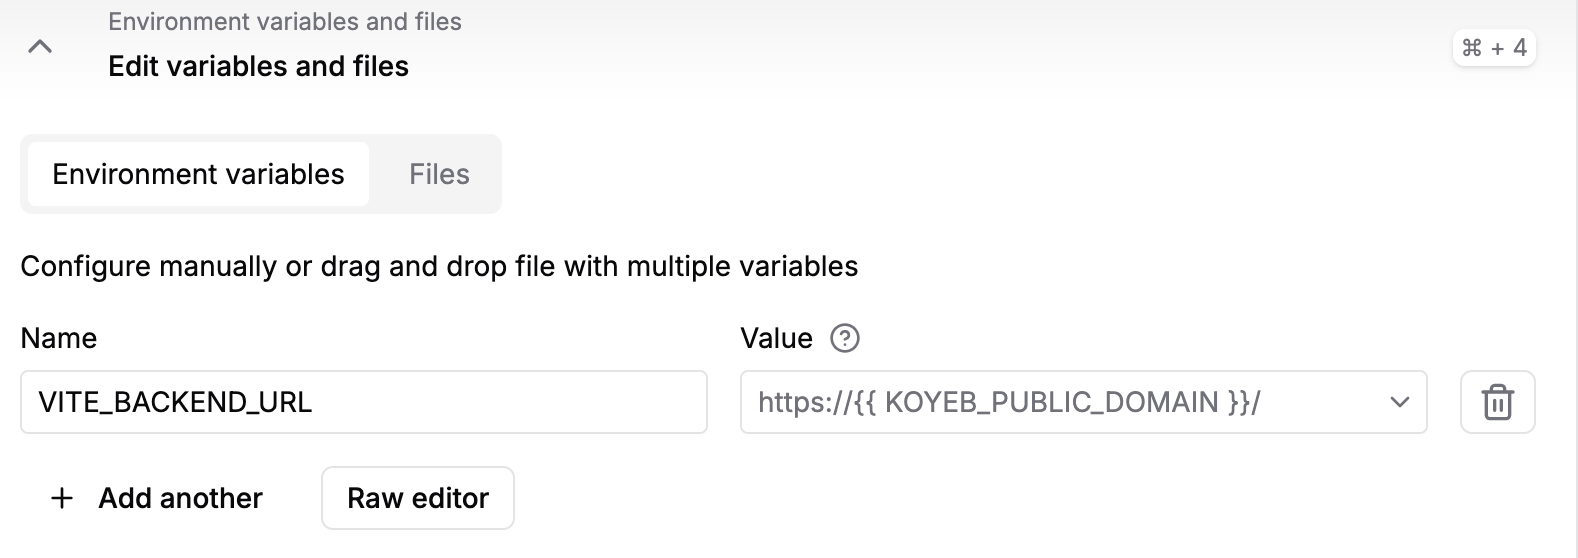 Environment variables and files
Edit variables and files
⌘ + 4
Environment variables
Files
Configure manually or drag and drop file with multiple variables
Name
Value ?
VITE_BACKEND_URL
https://{{ KOYEB_PUBLIC_DOMAIN }}/
+ Add another
Raw editor